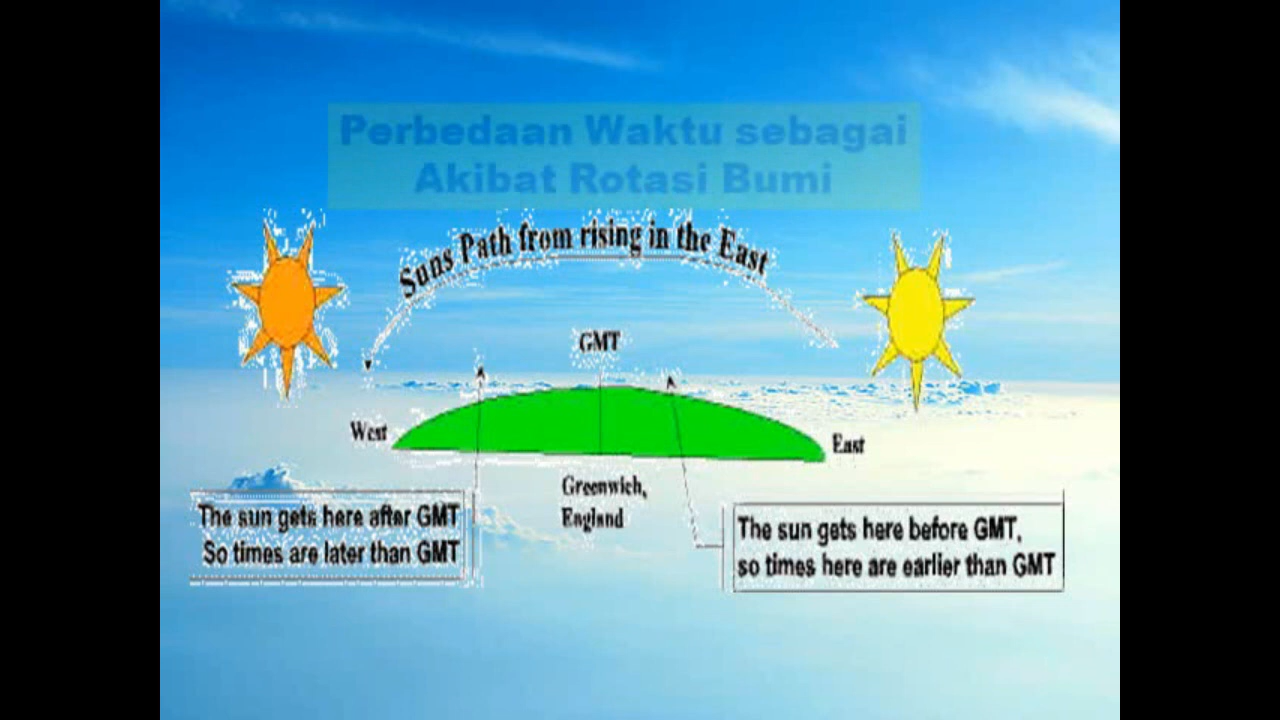 Perbedaan Waktu sebagai
Akibat Rotasi Bumi
Suns Path from rising in the East
GMT
West
East
Greenwich,
England
The sun gets here after GMT
So times are later than GMT
The sun gets here before GMT,
so times here are earlier than GMT